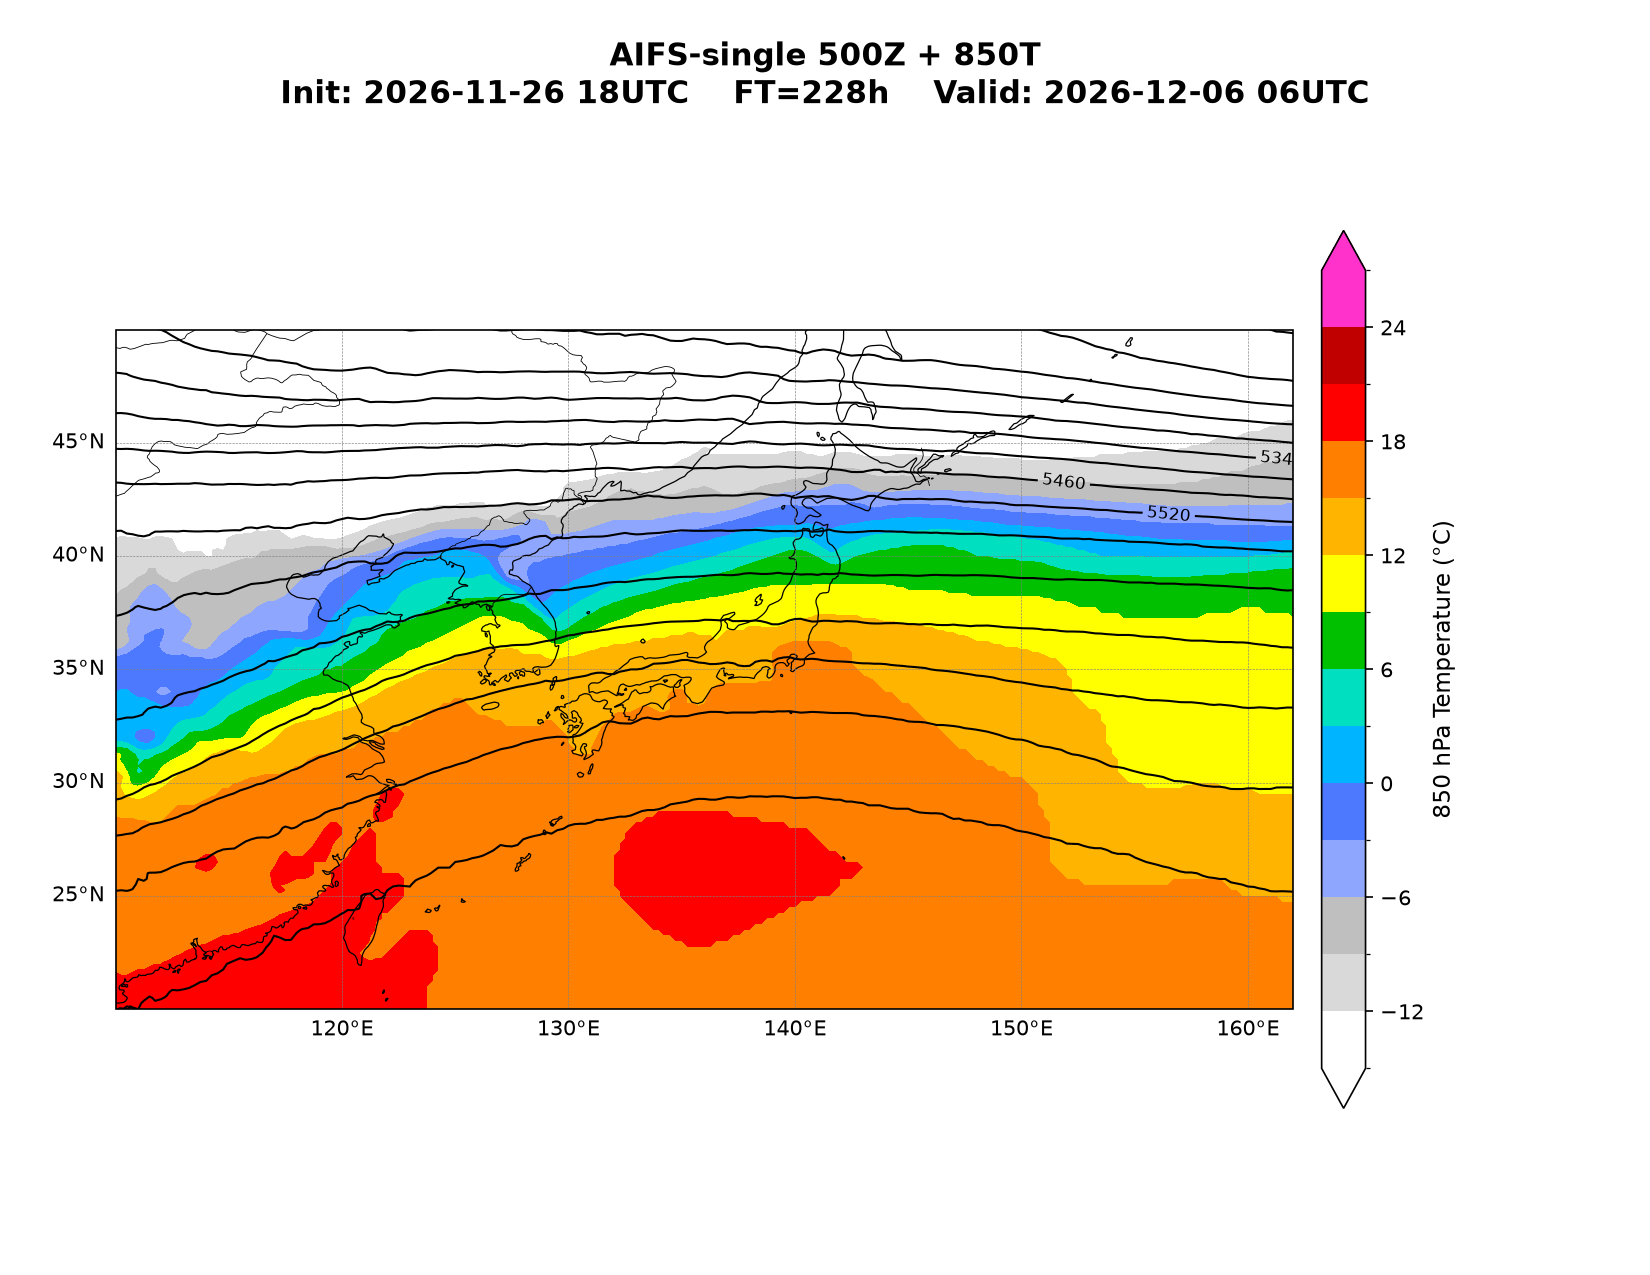 AIFS-single 500Z + 850T
Init: 2026-11-26 18UTC FT=228h Valid: 2026-12-06 06UTC
24
18
12
6
0
−6
−12
850 hPa Temperature (°C)
45°N
40°N
35°N
30°N
25°N
534
5460
5520
120°E
130°E
140°E
150°E
160°E